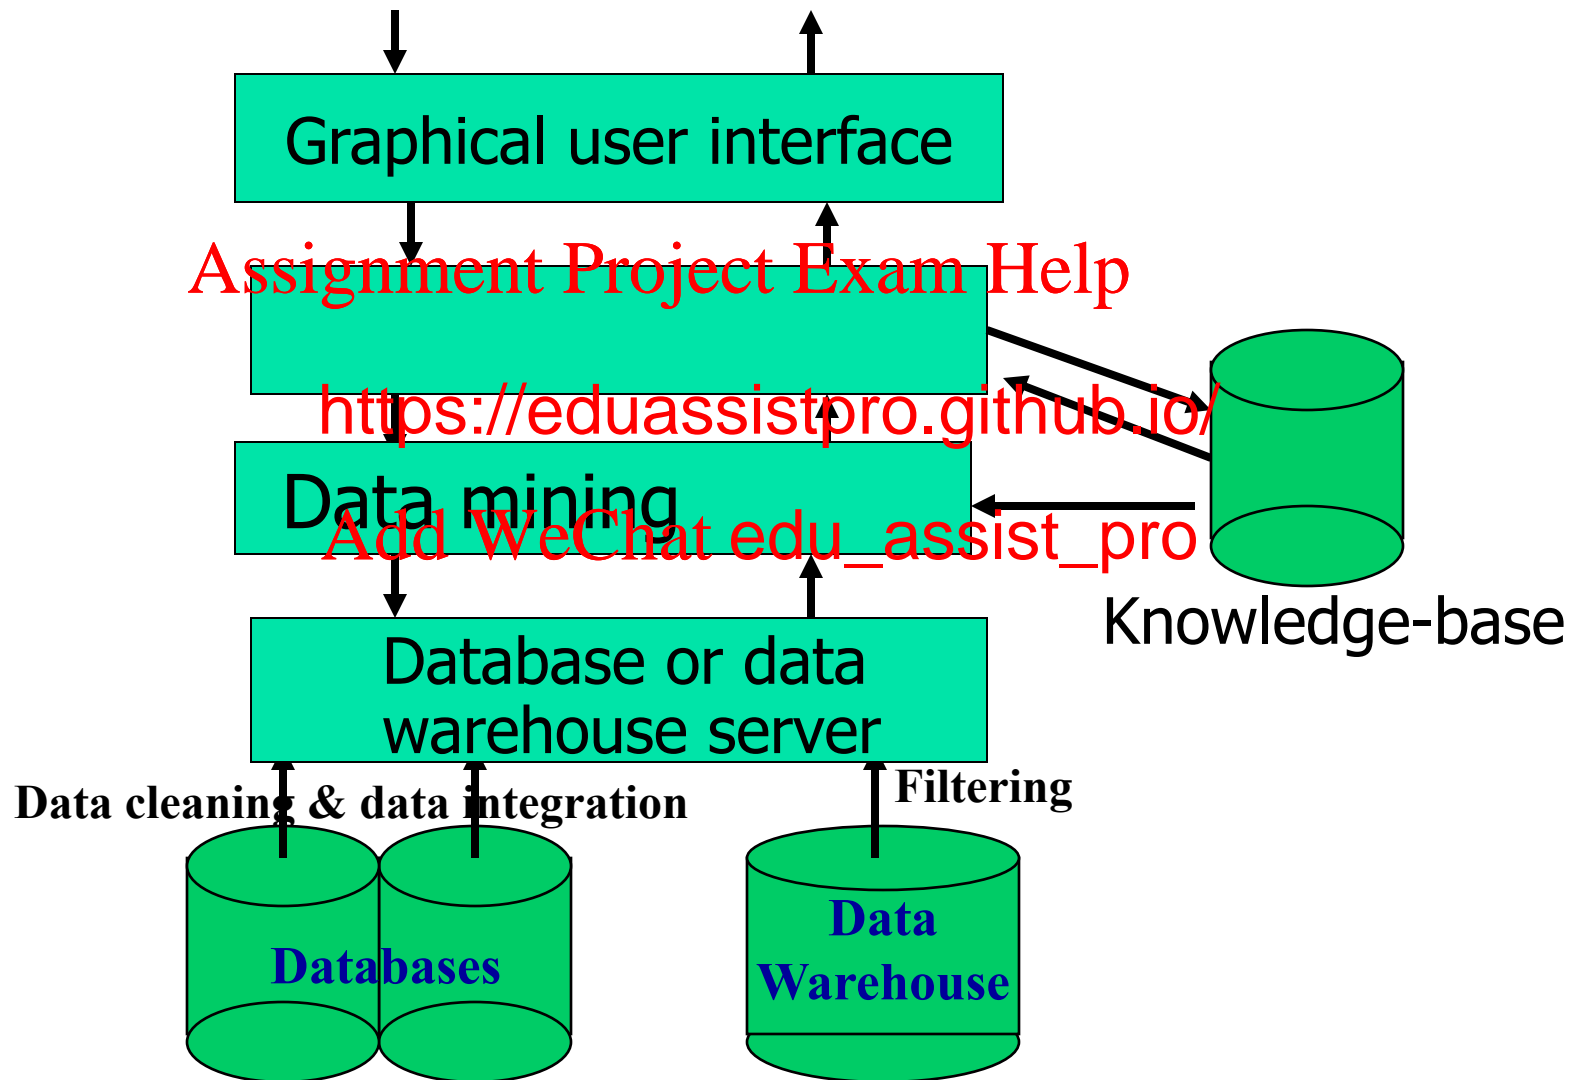 Graphical user interface
Assignment Project Exam Help
https://eduassistpro.github.io/
Data mining
Add WeChat edu_assist_pro
Knowledge-base
Database or data
warehouse server
Data cleaning & data integration
Filtering
Databases
Data
Warehouse